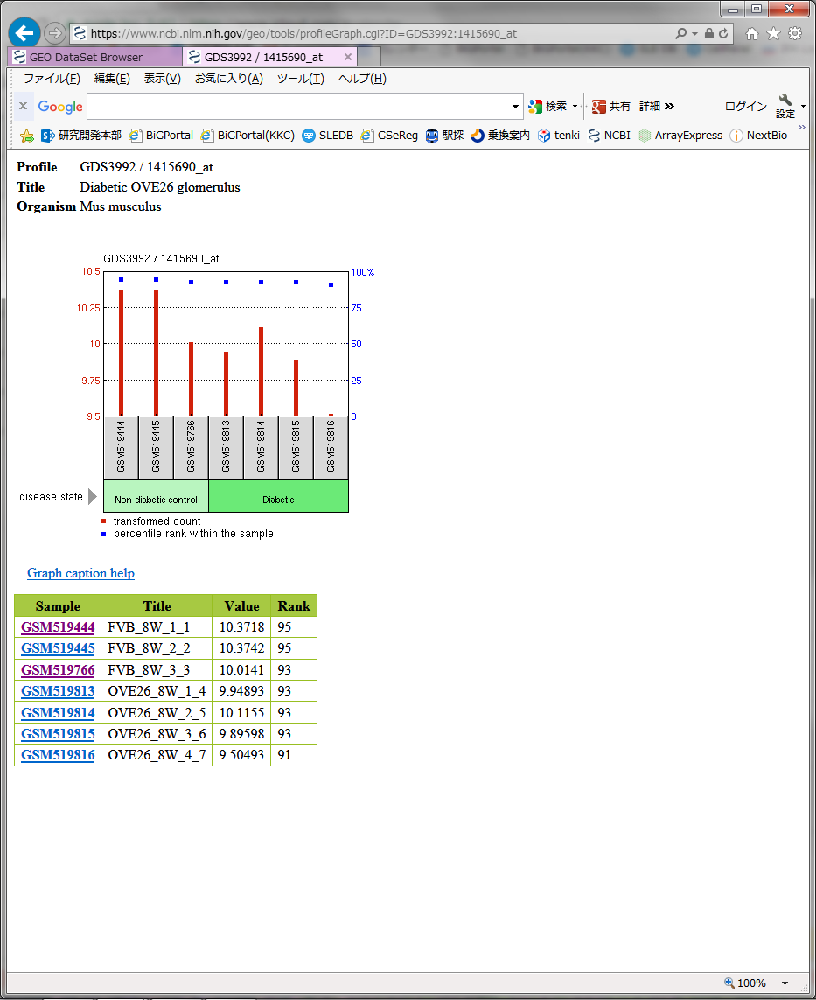 https://www.ncbi.nlm.nih.gov/geo/tools/profileGraph.cgi?ID=GDS3992:1415690_at
GEO DataSet Browser
GDS3992 / 1415690_at
ファイル(F) 編集(E) 表示(V) お気に入り(A) ツール(T) ヘルプ(H)
x Google 検索 共有 詳細 ログイン 設定
研究開発本部 BiGPortal BiGPortal(KKC) SLEDB GSeReg 駅探 乗換案内 tenki NCBI ArrayExpress NextBio
Profile GDS3992 / 1415690_at
Title Diabetic OVE26 glomerulus
Organism Mus musculus
GDS3992 / 1415690_at
10.5 100%
10.25 75
10 50
9.75 25
9.5 0
GSM519444 GSM519445 GSM519766 GSM519813 GSM519814 GSM519815 GSM519816
disease state Non-diabetic control Diabetic
transformed count
percentile rank within the sample
Graph caption help
Sample Title Value Rank
GSM519444 FVB_8W_1_1 10.3718 95
GSM519445 FVB_8W_2_2 10.3742 95
GSM519766 FVB_8W_3_3 10.0141 93
GSM519813 OVE26_8W_1_4 9.94893 93
GSM519814 OVE26_8W_2_5 10.1155 93
GSM519815 OVE26_8W_3_6 9.89598 93
GSM519816 OVE26_8W_4_7 9.50493 91
100%